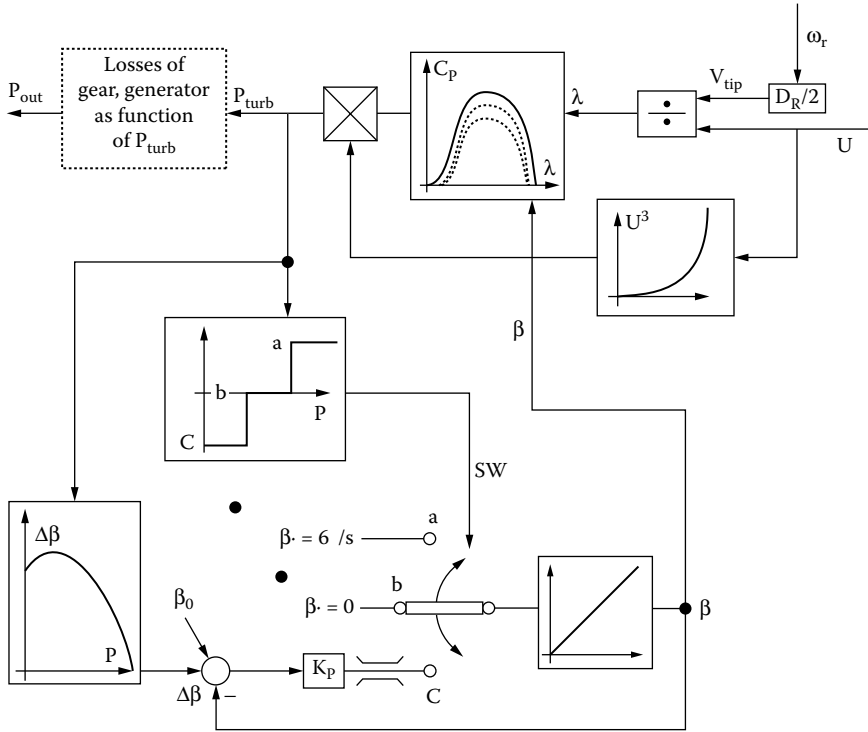 ω_r
Losses of
gear, generator
as function
of P_turb
P_out
P_turb
C_P
λ
λ
V_tip
D_R/2
U
U^3
β
a
b
P
C
SW
Δβ
P
β· = 6 /s
a
β· = 0
b
β
β_0
Δβ
−
K_P
C